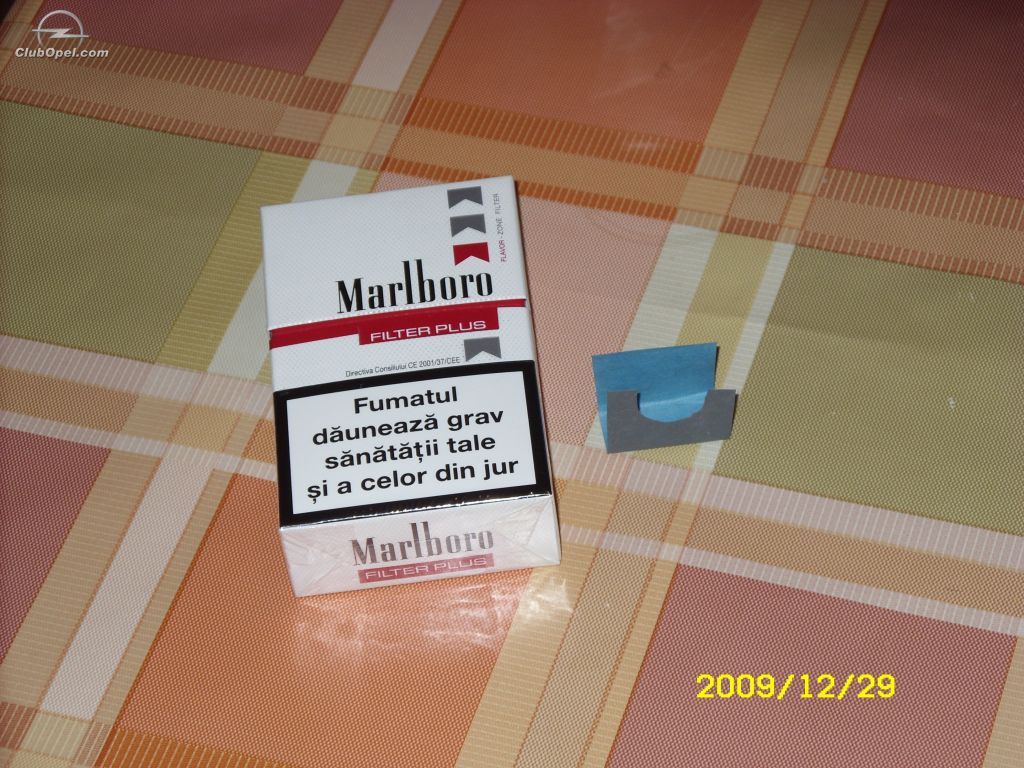 ClubOpel.com
FLAVOR - ZONE FILTER
Marlboro
FILTER PLUS
Directiva Consiliului CE 2001/37/CEE
Fumatul
dăunează grav
sănătății tale
și a celor din jur
Marlboro
FILTER PLUS
2009/12/29